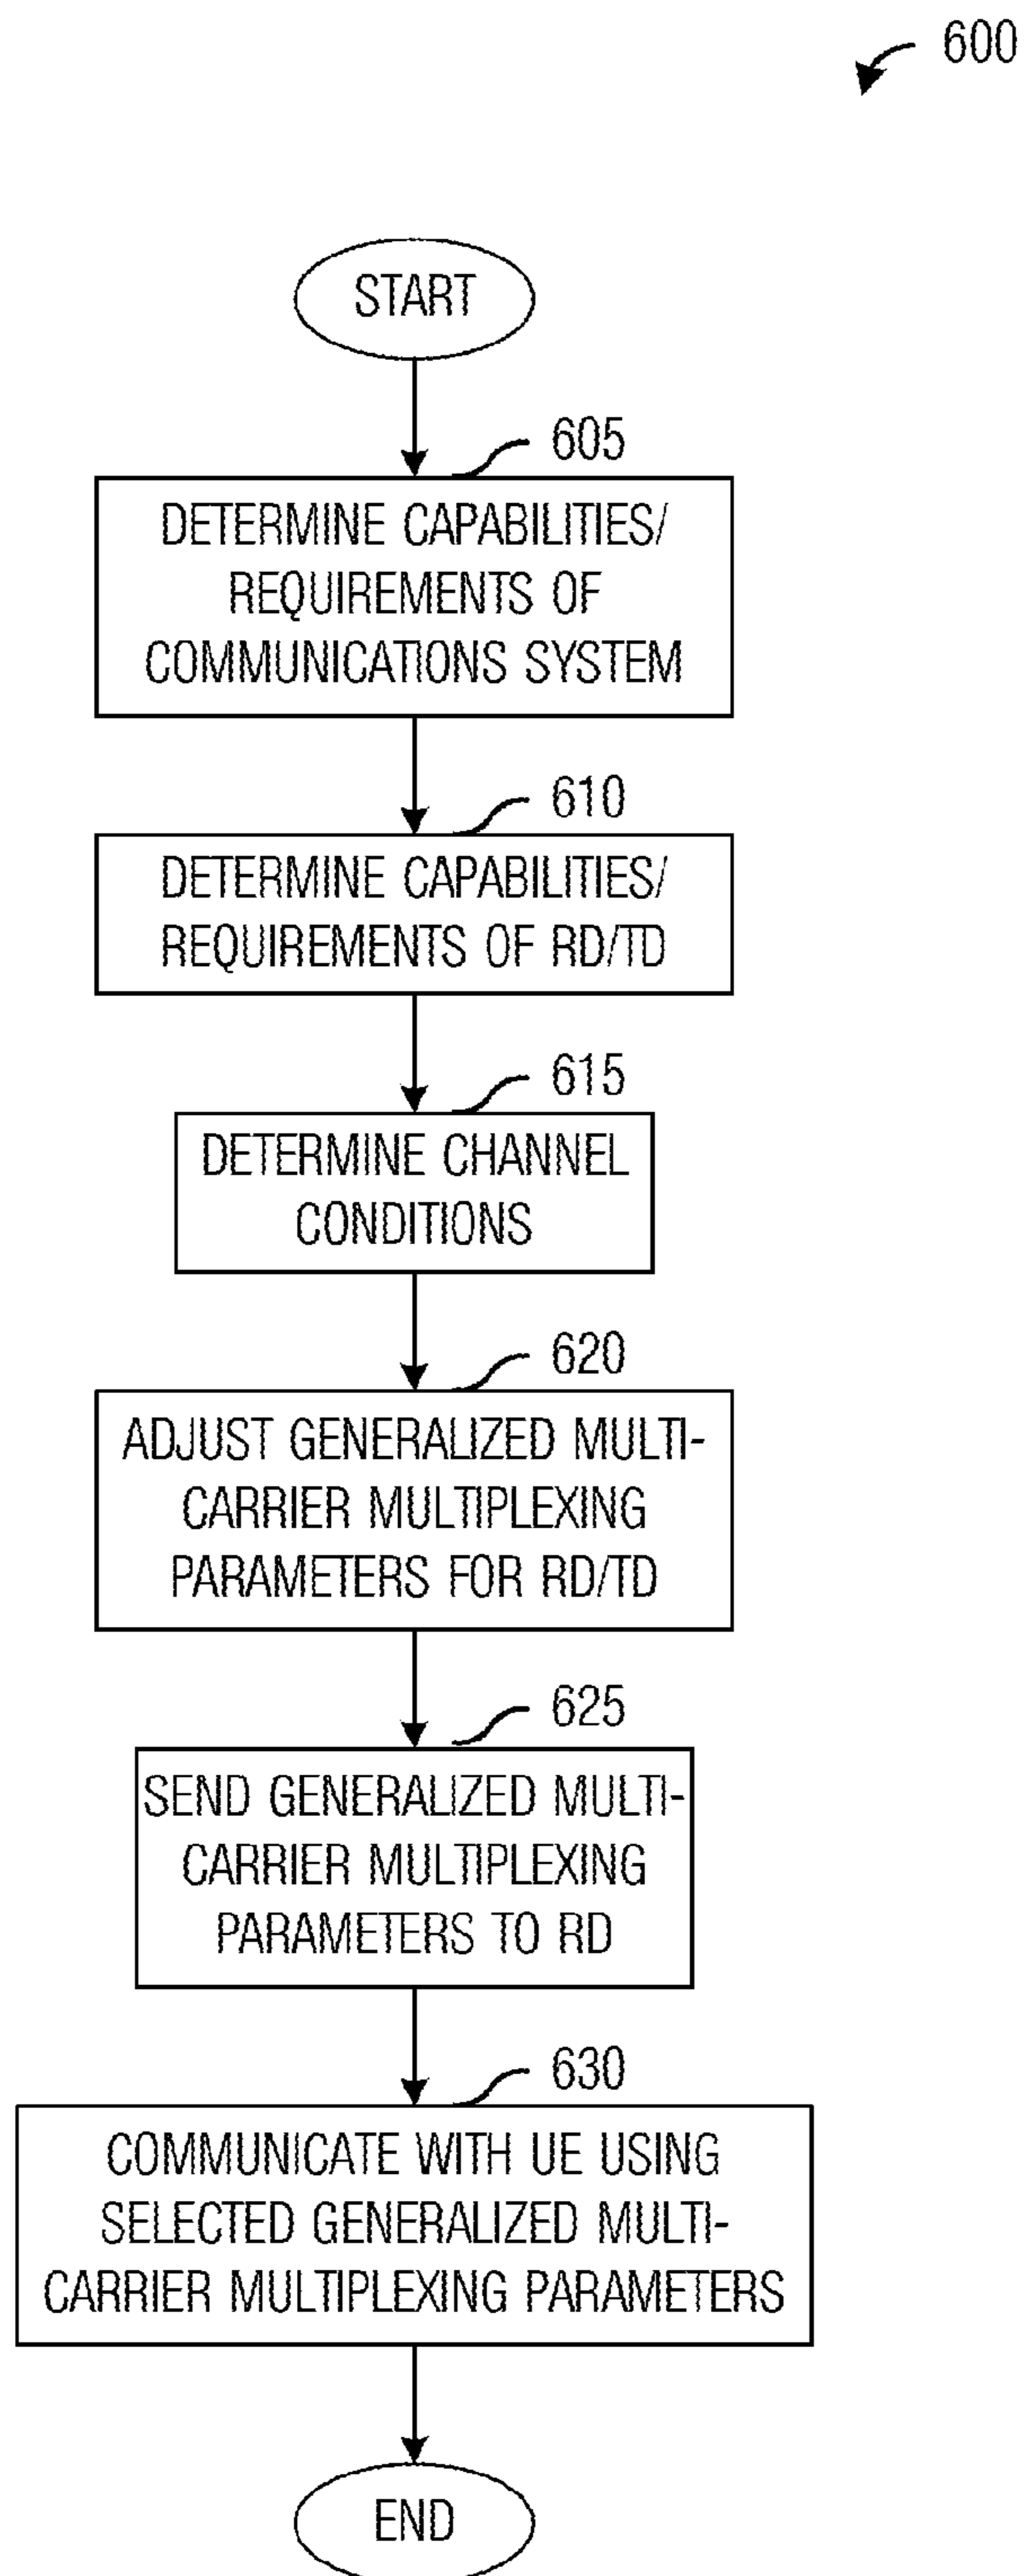 600
START
605
DETERMINE CAPABILITIES/
REQUIREMENTS OF
COMMUNICATIONS SYSTEM
610
DETERMINE CAPABILITIES/
REQUIREMENTS OF RD/TD
615
DETERMINE CHANNEL
CONDITIONS
620
ADJUST GENERALIZED MULTI-
CARRIER MULTIPLEXING
PARAMETERS FOR RD/TD
625
SEND GENERALIZED MULTI-
CARRIER MULTIPLEXING
PARAMETERS TO RD
630
COMMUNICATE WITH UE USING
SELECTED GENERALIZED MULTI-
CARRIER MULTIPLEXING PARAMETERS
END